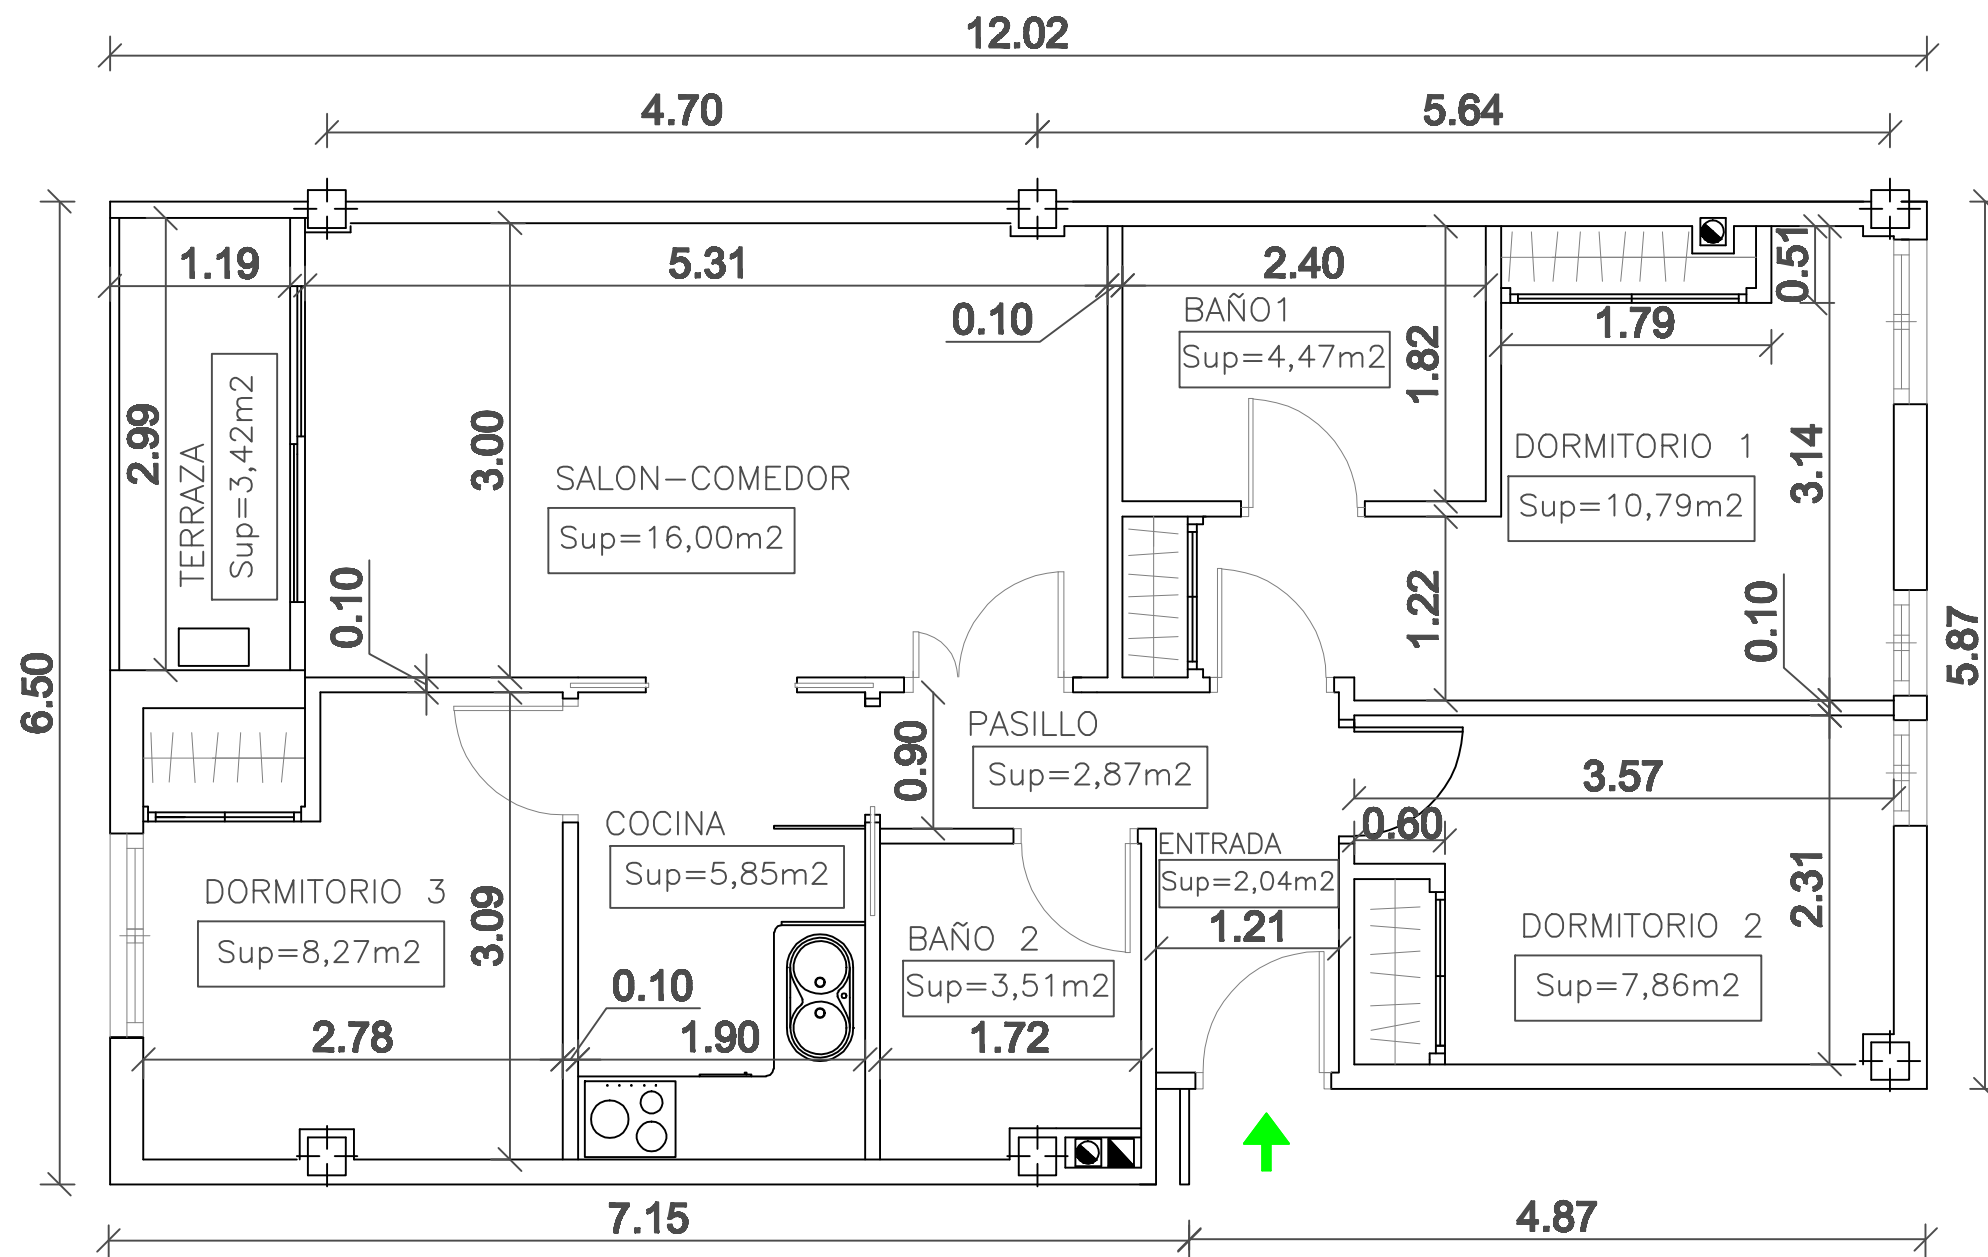 12.02
4.70
5.64
1.19
5.31
2.40
0.51
0.10
BAÑO1
Sup=4,47m2
1.82
1.79
2.99
TERRAZA
Sup=3,42m2
3.00
SALON-COMEDOR
Sup=16,00m2
DORMITORIO 1
Sup=10,79m2
3.14
0.10
1.22
0.10
6.50
5.87
PASILLO
Sup=2,87m2
0.90
3.57
0.60
COCINA
Sup=5,85m2
ENTRADA
Sup=2,04m2
1.21
DORMITORIO 3
Sup=8,27m2
3.09
BAÑO 2
Sup=3,51m2
DORMITORIO 2
Sup=7,86m2
2.31
0.10
2.78
1.90
1.72
7.15
4.87